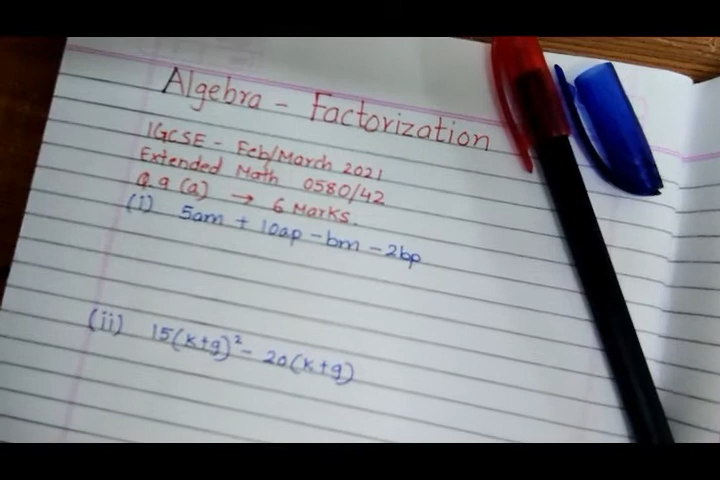 Algebra - Factorization
IGCSE - Feb/March 2021
Extended Math 0580/42
Q.9 (a) → 6 Marks.
(i) 5am + 10ap - bm - 2bp
(ii) 15(k+g)² - 20(k+g)